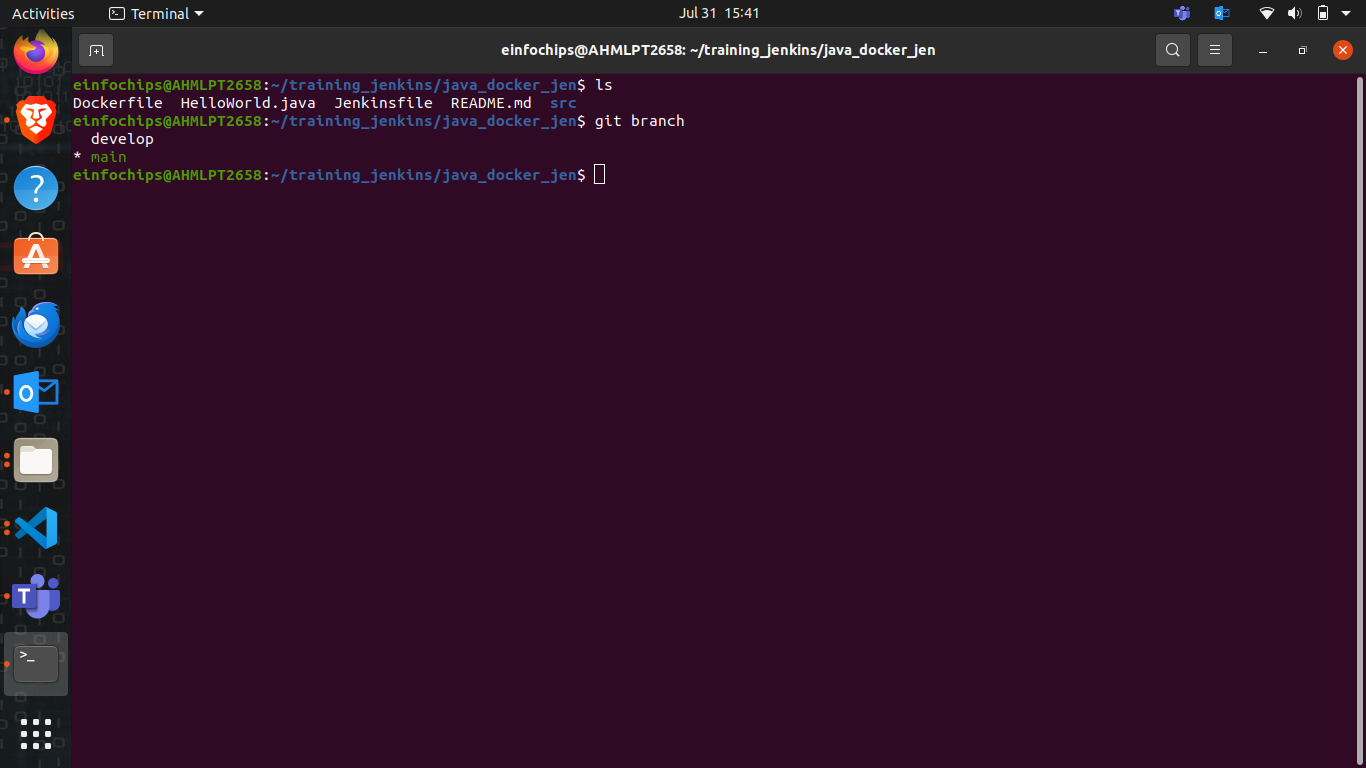 Activities Terminal Jul 31 15:41
einfochips@AHMLPT2658: ~/training_jenkins/java_docker_jen
einfochips@AHMLPT2658:~/training_jenkins/java_docker_jen$ ls
Dockerfile HelloWorld.java Jenkinsfile README.md src
einfochips@AHMLPT2658:~/training_jenkins/java_docker_jen$ git branch
develop
* main
einfochips@AHMLPT2658:~/training_jenkins/java_docker_jen$